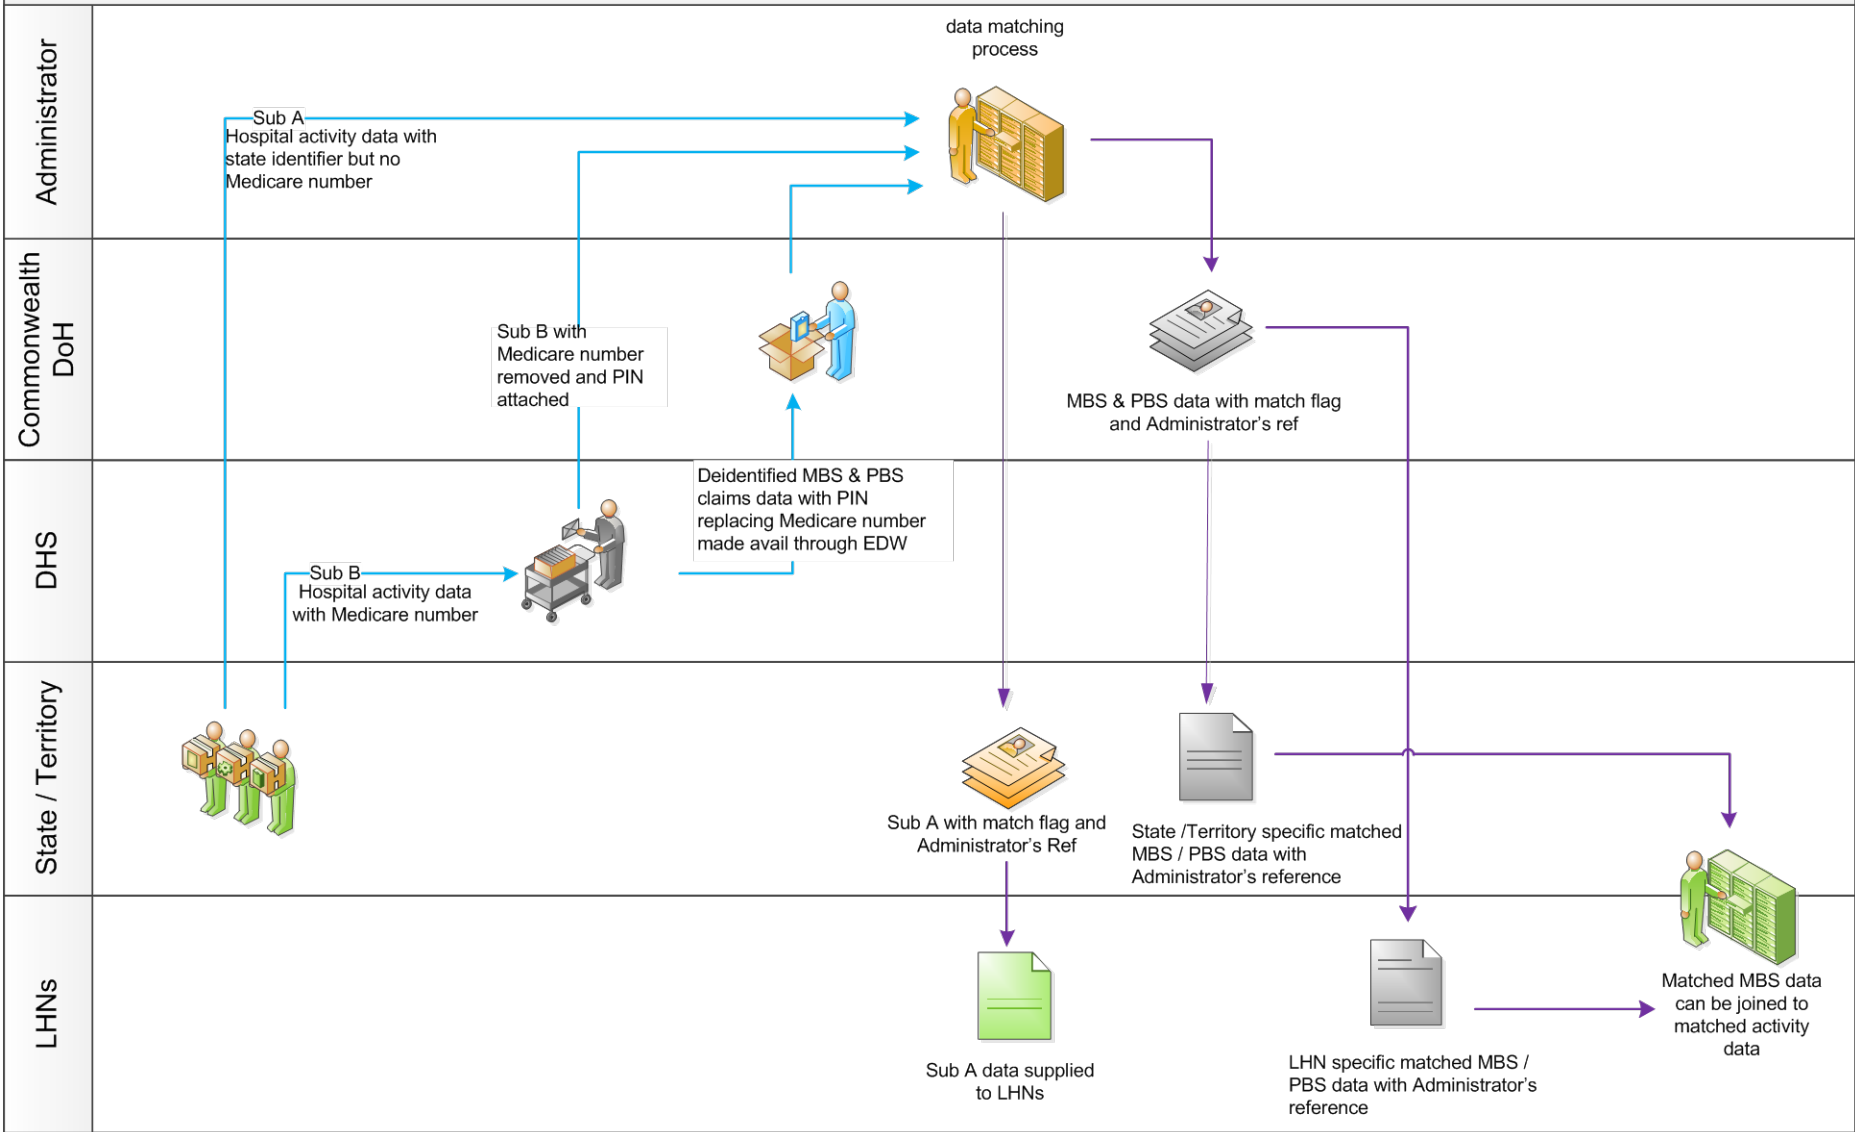 Administrator
data matching
process
Sub A
Hospital activity data with
state identifier but no
Medicare number
Commonwealth
DoH
Sub B with
Medicare number
removed and PIN
attached
MBS & PBS data with match flag
and Administrator's ref
DHS
Deidentified MBS & PBS
claims data with PIN
replacing Medicare number
made avail through EDW
Sub B
Hospital activity data
with Medicare number
State / Territory
Sub A with match flag and
Administrator's Ref
State /Territory specific matched
MBS / PBS data with
Administrator's reference
LHNs
Sub A data supplied
to LHNs
LHN specific matched MBS /
PBS data with Administrator's
reference
Matched MBS data
can be joined to
matched activity
data